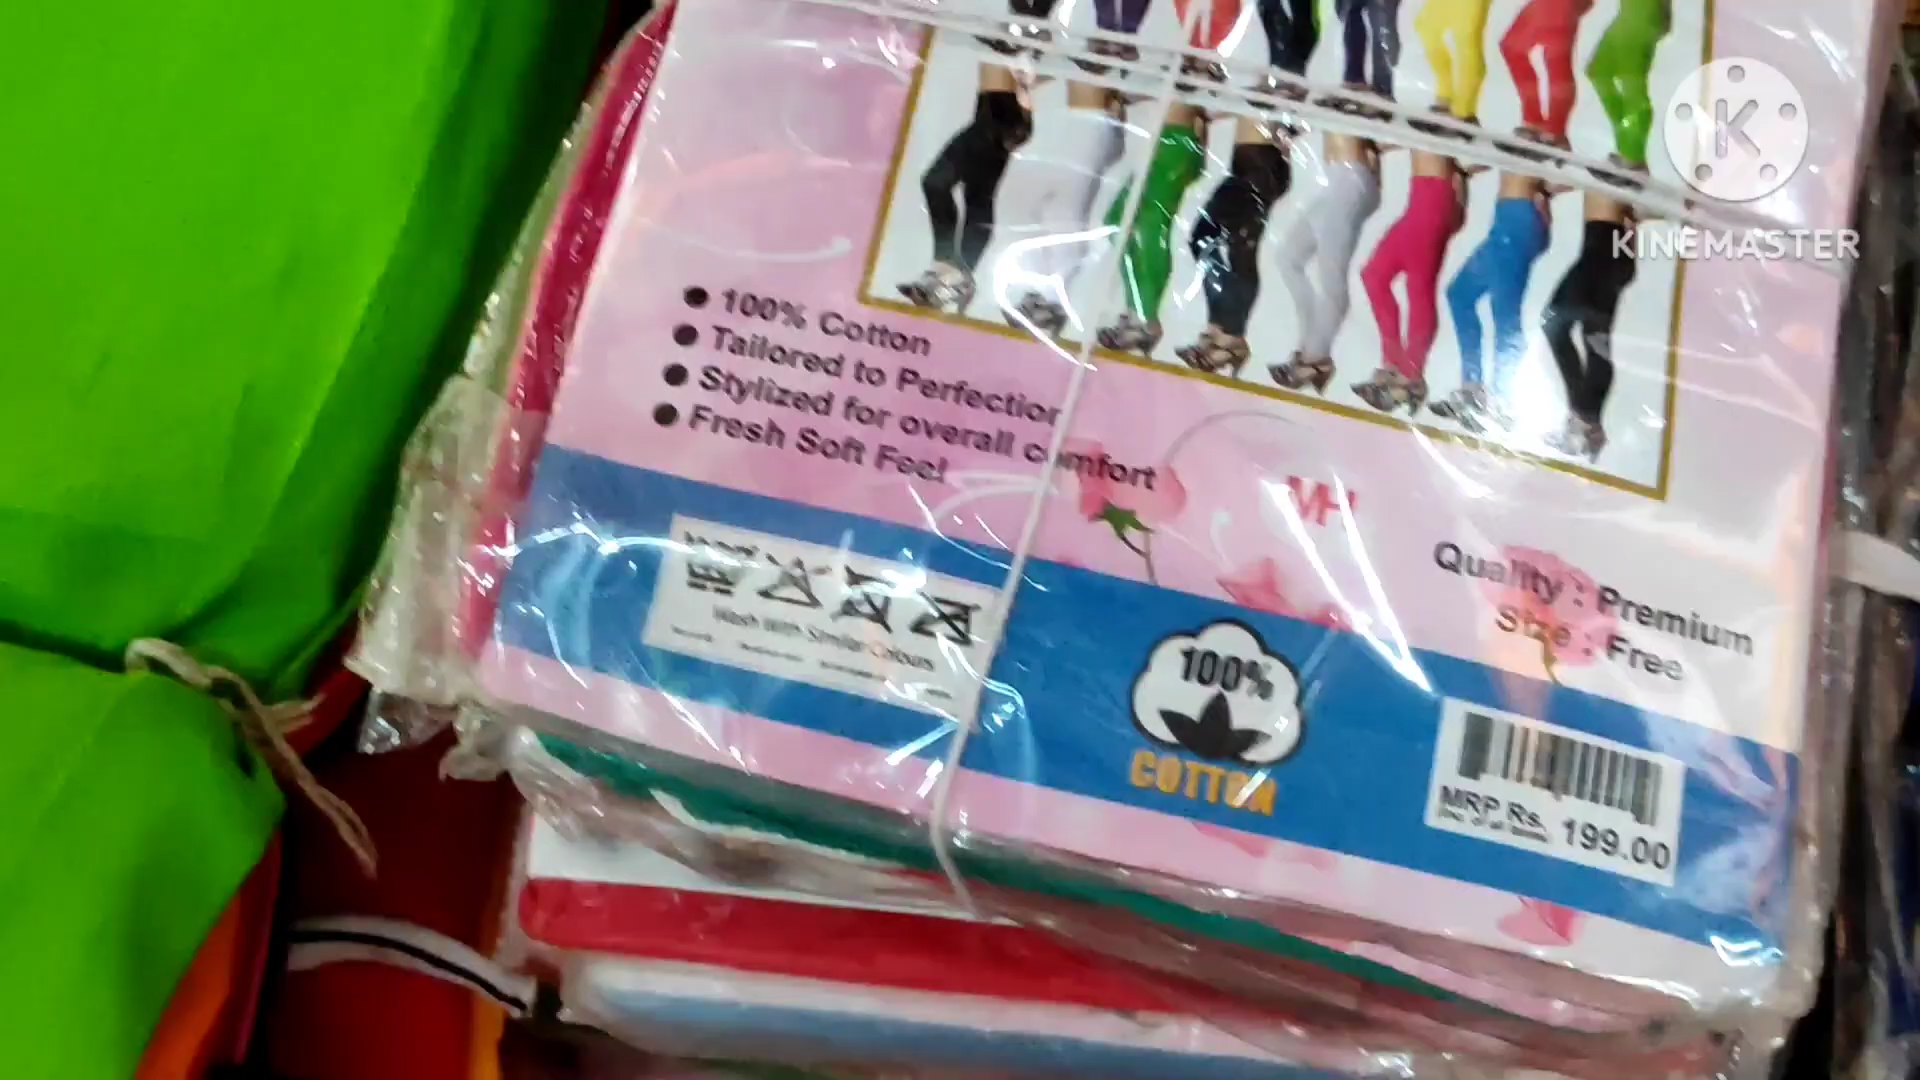 K
KINEMASTER
● 100% Cotton
● Tailored to Perfection
● Stylized for overall comfort
● Fresh Soft Feel
Quality : Premium
Size : Free
Wash With Similar Colours
100%
COTTON
MRP Rs. 199.00